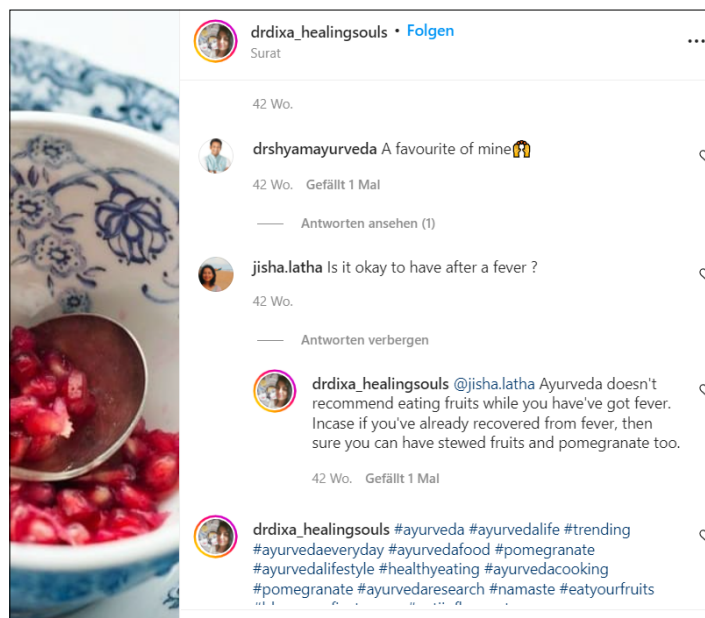 drdixa_healingsouls • Folgen
Surat
42 Wo.
drshyamayurveda A favourite of mine🙌
42 Wo. Gefällt 1 Mal
Antworten ansehen (1)
jisha.latha Is it okay to have after a fever ?
42 Wo.
Antworten verbergen
drdixa_healingsouls @jisha.latha Ayurveda doesn't
recommend eating fruits while you have've got fever.
Incase if you've already recovered from fever, then
sure you can have stewed fruits and pomegranate too.
42 Wo. Gefällt 1 Mal
drdixa_healingsouls #ayurveda #ayurvedalife #trending
#ayurvedaeveryday #ayurvedafood #pomegranate
#ayurvedalifestyle #healthyeating #ayurvedacooking
#pomegranate #ayurvedaresearch #namaste #eatyourfruits